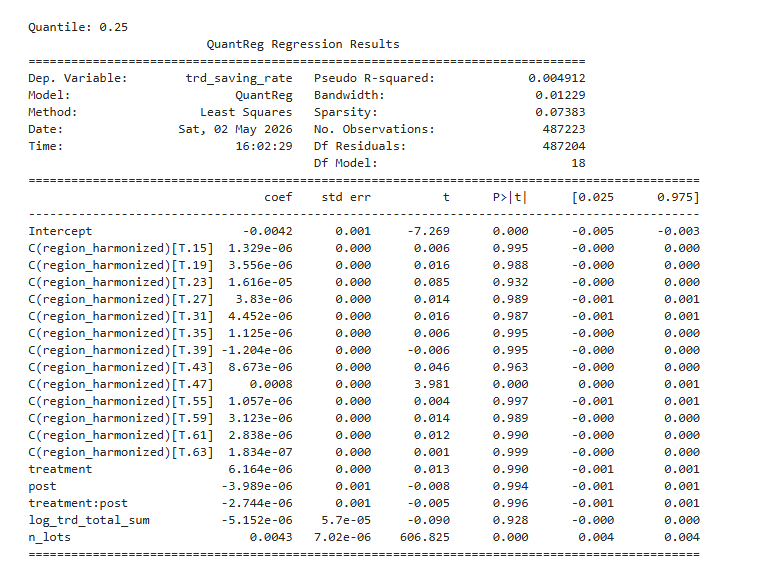 Quantile: 0.25
QuantReg Regression Results
==============================================================================
Dep. Variable: trd_saving_rate Pseudo R-squared: 0.004912
Model: QuantReg Bandwidth: 0.01229
Method: Least Squares Sparsity: 0.07383
Date: Sat, 02 May 2026 No. Observations: 487223
Time: 16:02:29 Df Residuals: 487204
Df Model: 18
==============================================================================================
coef std err t P>|t| [0.025 0.975]
----------------------------------------------------------------------------------------------
Intercept -0.0042 0.001 -7.269 0.000 -0.005 -0.003
C(region_harmonized)[T.15] 1.329e-06 0.000 0.006 0.995 -0.000 0.000
C(region_harmonized)[T.19] 3.556e-06 0.000 0.016 0.988 -0.000 0.000
C(region_harmonized)[T.23] 1.616e-05 0.000 0.085 0.932 -0.000 0.000
C(region_harmonized)[T.27] 3.83e-06 0.000 0.014 0.989 -0.001 0.001
C(region_harmonized)[T.31] 4.452e-06 0.000 0.016 0.987 -0.001 0.001
C(region_harmonized)[T.35] 1.125e-06 0.000 0.006 0.995 -0.000 0.000
C(region_harmonized)[T.39] -1.204e-06 0.000 -0.006 0.995 -0.000 0.000
C(region_harmonized)[T.43] 8.673e-06 0.000 0.046 0.963 -0.000 0.000
C(region_harmonized)[T.47] 0.0008 0.000 3.981 0.000 0.000 0.001
C(region_harmonized)[T.55] 1.057e-06 0.000 0.004 0.997 -0.001 0.001
C(region_harmonized)[T.59] 3.123e-06 0.000 0.014 0.989 -0.000 0.000
C(region_harmonized)[T.61] 2.838e-06 0.000 0.012 0.990 -0.000 0.000
C(region_harmonized)[T.63] 1.834e-07 0.000 0.001 0.999 -0.000 0.000
treatment 6.164e-06 0.000 0.013 0.990 -0.001 0.001
post -3.989e-06 0.001 -0.008 0.994 -0.001 0.001
treatment:post -2.744e-06 0.001 -0.005 0.996 -0.001 0.001
log_trd_total_sum -5.152e-06 5.7e-05 -0.090 0.928 -0.000 0.000
n_lots 0.0043 7.02e-06 606.825 0.000 0.004 0.004
==============================================================================================